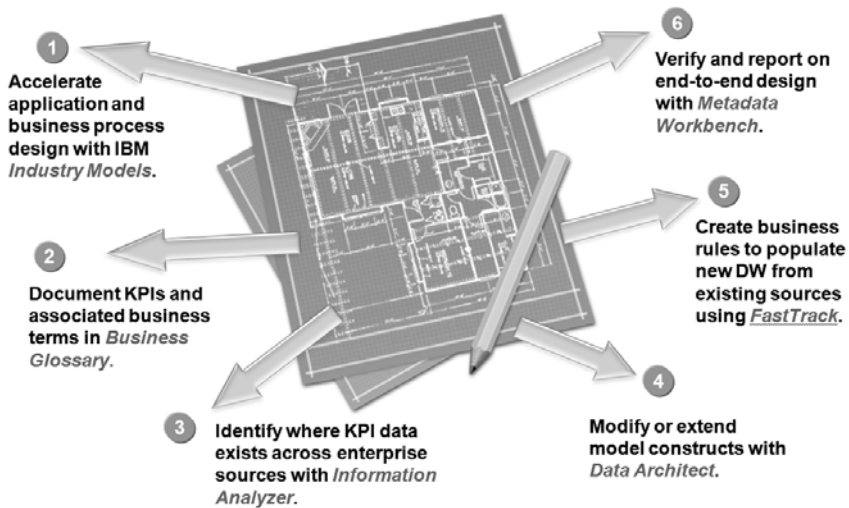 1
Accelerate
application and
business process
design with IBM
Industry Models.
2
Document KPIs and
associated business
terms in Business
Glossary.
3
Identify where KPI data
exists across enterprise
sources with Information
Analyzer.
4
Modify or extend
model constructs with
Data Architect.
5
Create business
rules to populate
new DW from
existing sources
using FastTrack.
6
Verify and report on
end-to-end design
with Metadata
Workbench.